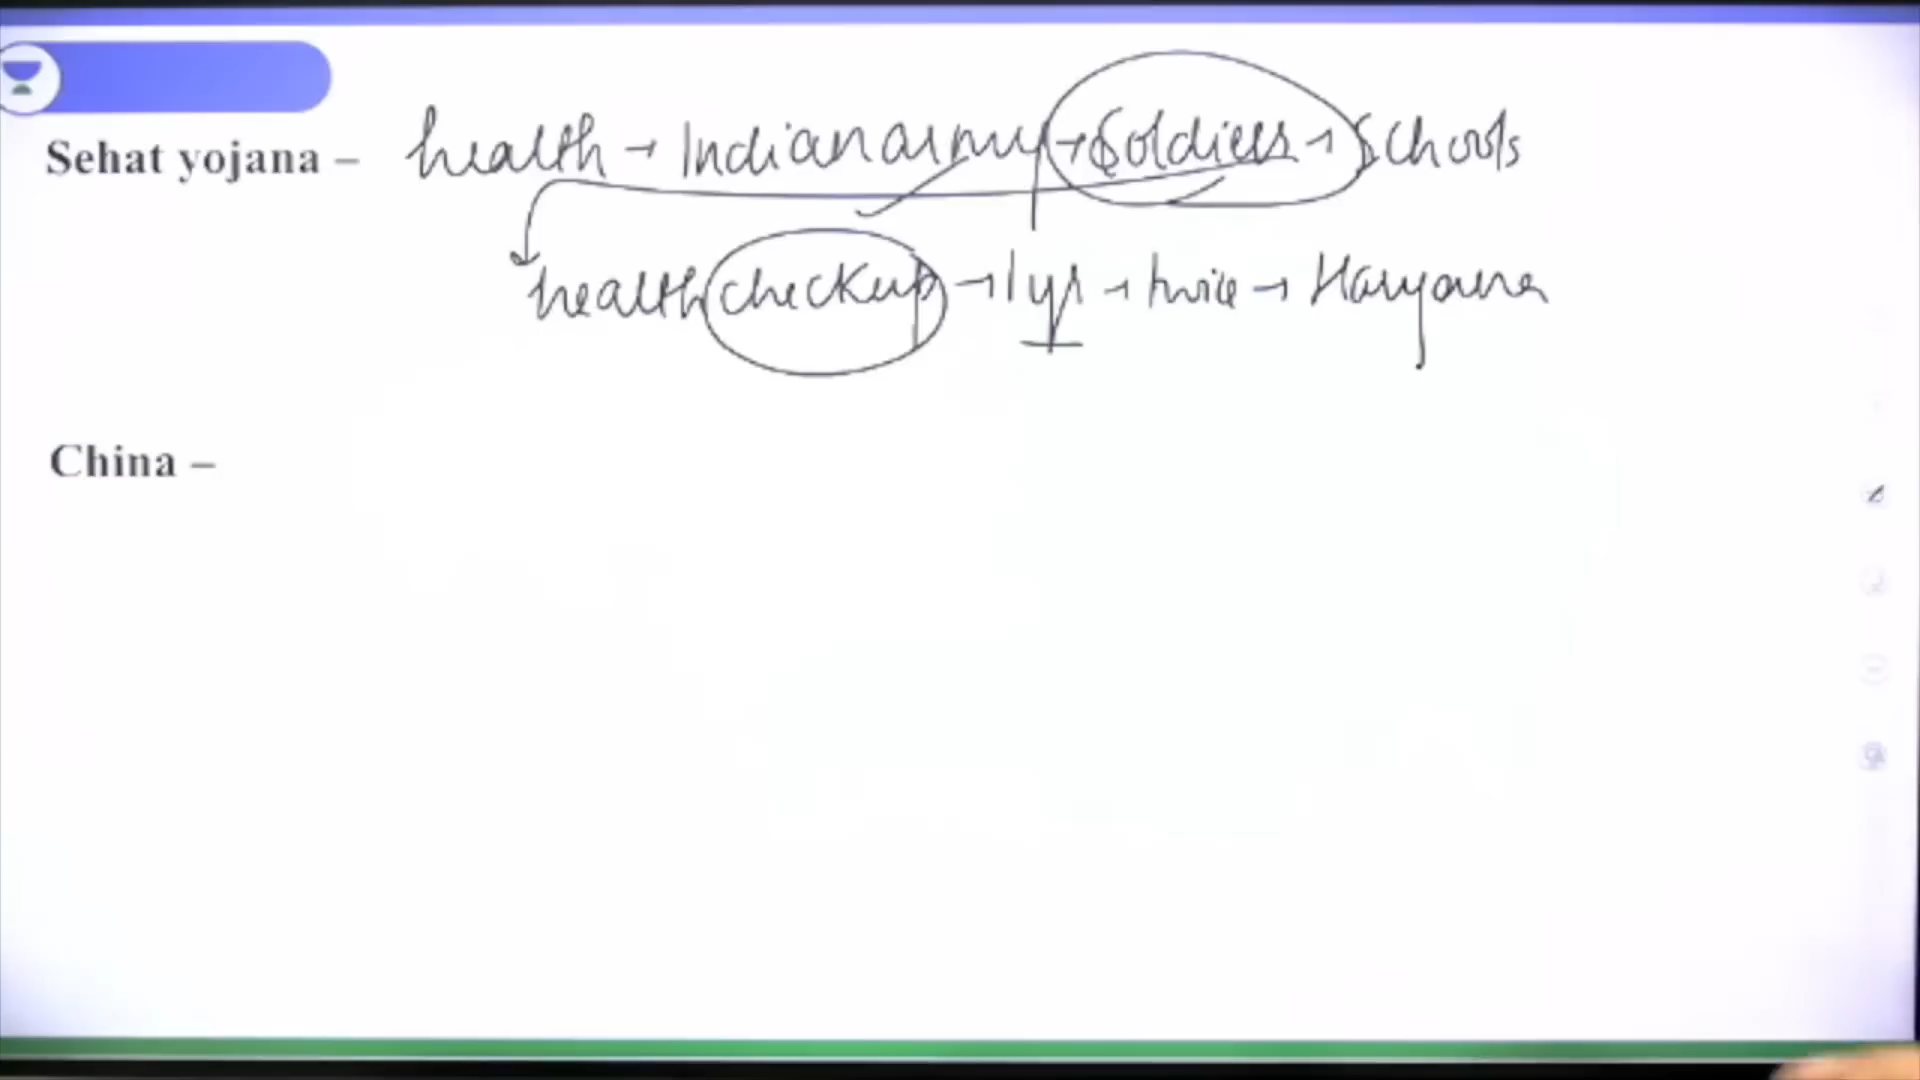 Sehat yojana – health → Indian army → Soldiers → Schools
health checkup → 1 yr → twice → Haryana
China –